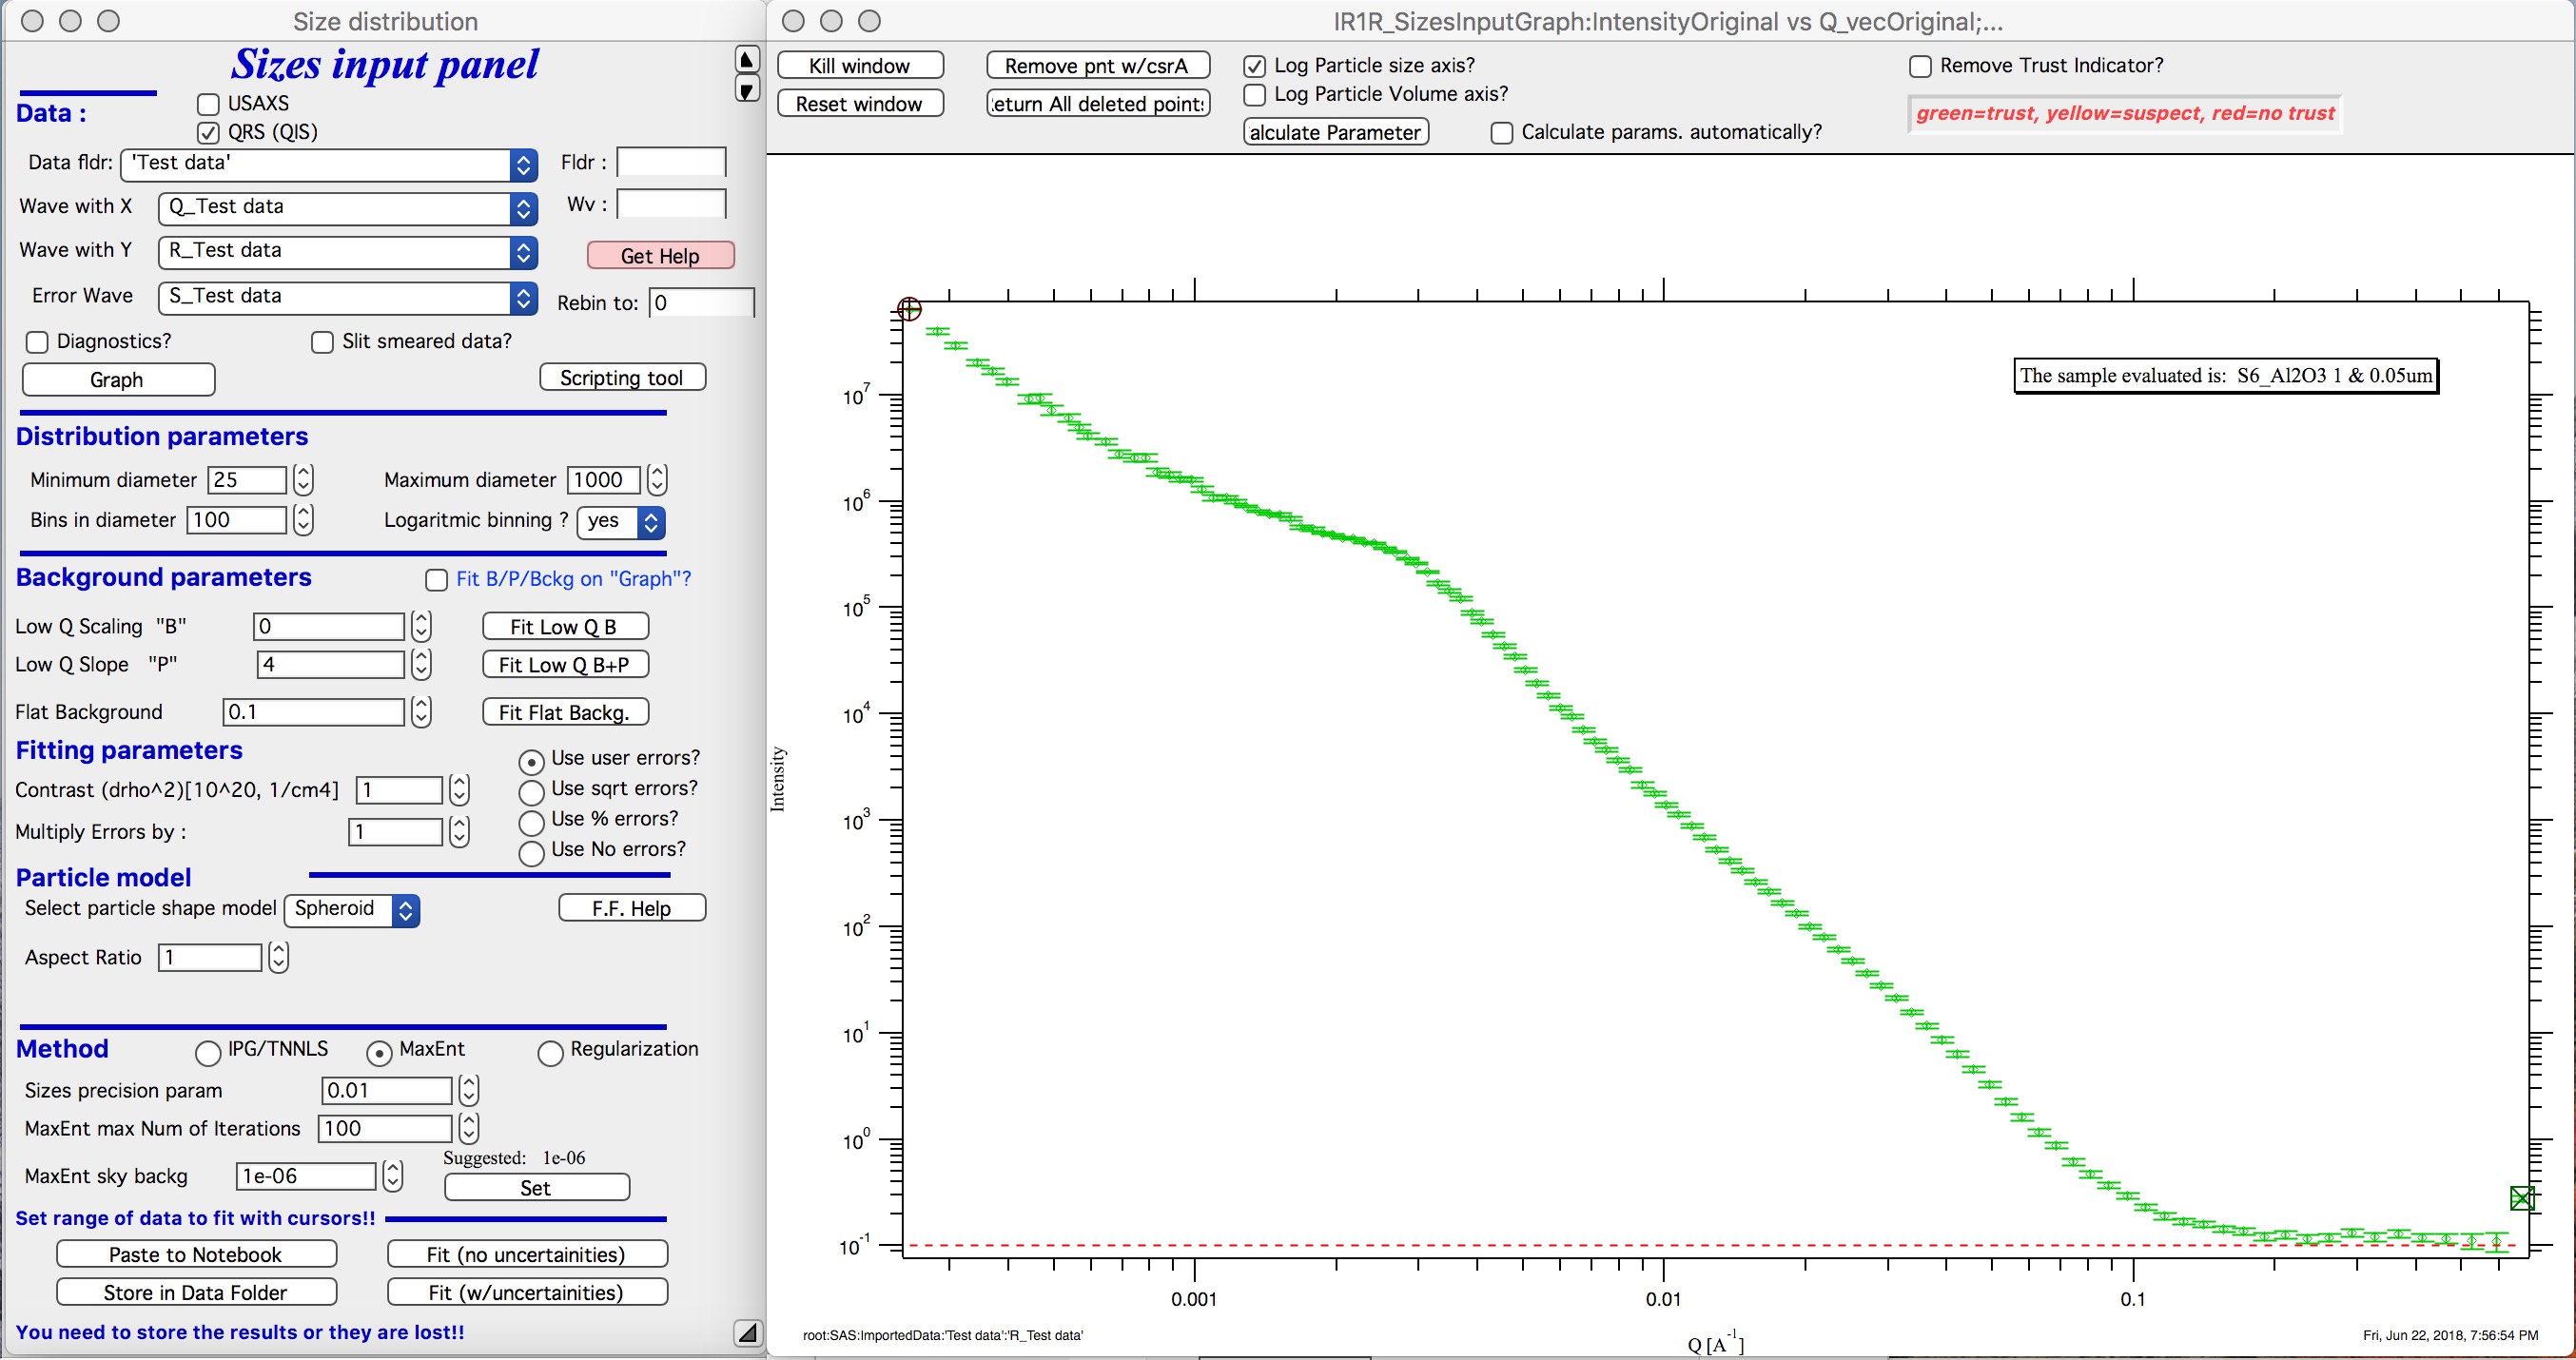 Size distribution
Sizes input panel
Data :
USAXS
QRS (QIS)
Data fldr: 'Test data' Fldr :
Wave with X Q_Test data Wv :
Wave with Y R_Test data Get Help
Error Wave S_Test data Rebin to: 0
Diagnostics? Slit smeared data?
Graph Scripting tool
Distribution parameters
Minimum diameter 25 Maximum diameter 1000
Bins in diameter 100 Logaritmic binning ? yes
Background parameters Fit B/P/Bckg on "Graph"?
Low Q Scaling "B" 0 Fit Low Q B
Low Q Slope "P" 4 Fit Low Q B+P
Flat Background 0.1 Fit Flat Backg.
Fitting parameters Use user errors?
Contrast (drho^2)[10^20, 1/cm4] 1 Use sqrt errors?
Multiply Errors by : 1 Use % errors?
Use No errors?
Particle model
Select particle shape model Spheroid F.F. Help
Aspect Ratio 1
Method IPG/TNNLS MaxEnt Regularization
Sizes precision param 0.01
MaxEnt max Num of Iterations 100
Suggested: 1e-06
MaxEnt sky backg 1e-06 Set
Set range of data to fit with cursors!!
Paste to Notebook Fit (no uncertainities)
Store in Data Folder Fit (w/uncertainities)
You need to store the results or they are lost!!
IR1R_SizesInputGraph:IntensityOriginal vs Q_vecOriginal;...
Kill window Remove pnt w/csrA Log Particle size axis? Remove Trust Indicator?
Reset window eturn All deleted point: Log Particle Volume axis? green=trust, yellow=suspect, red=no trust
alculate Parameter Calculate params. automatically?
The sample evaluated is: S6_Al2O3 1 & 0.05um
10^7
10^6
10^5
10^4
10^3
10^2
10^1
10^0
10^-1
Intensity
0.001 0.01 0.1
Q [A^-1]
root:SAS:ImportedData:'Test data':'R_Test data' Fri, Jun 22, 2018, 7:56:54 PM